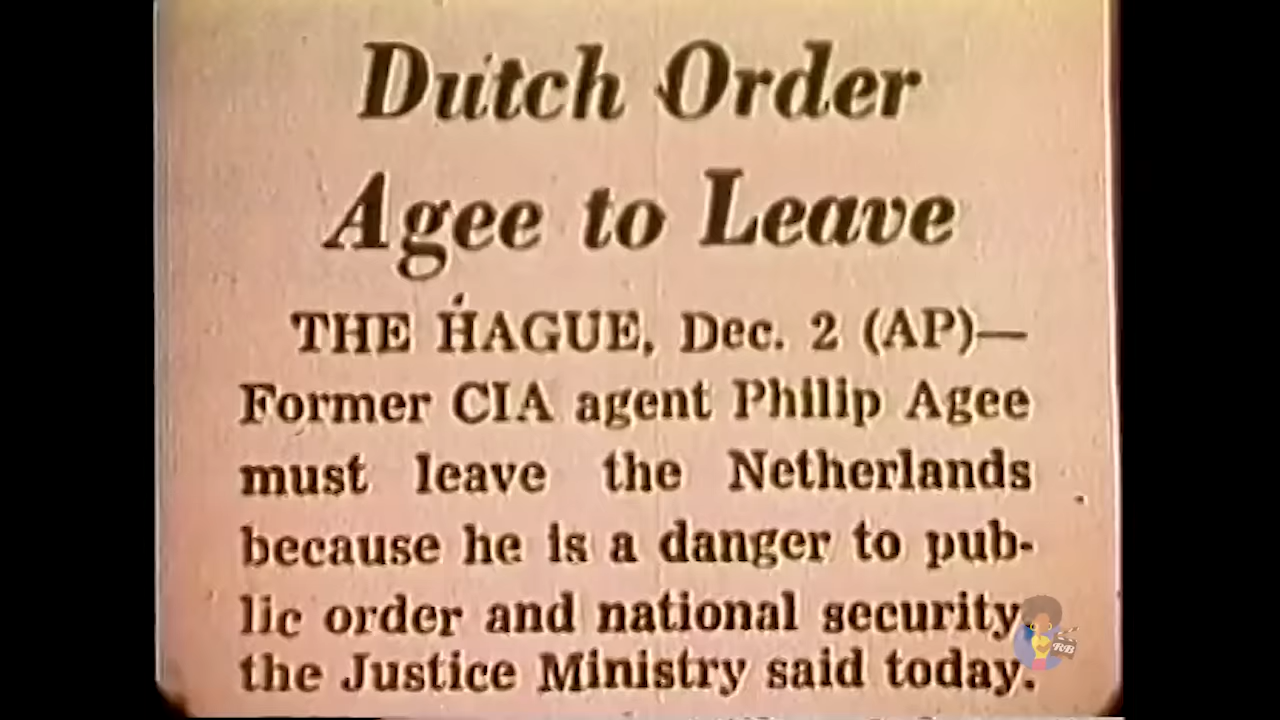 Dutch Order
Agee to Leave
THE HAGUE, Dec. 2 (AP)—
Former CIA agent Philip Agee
must leave the Netherlands
because he is a danger to pub-
lic order and national security,
the Justice Ministry said today.
RB